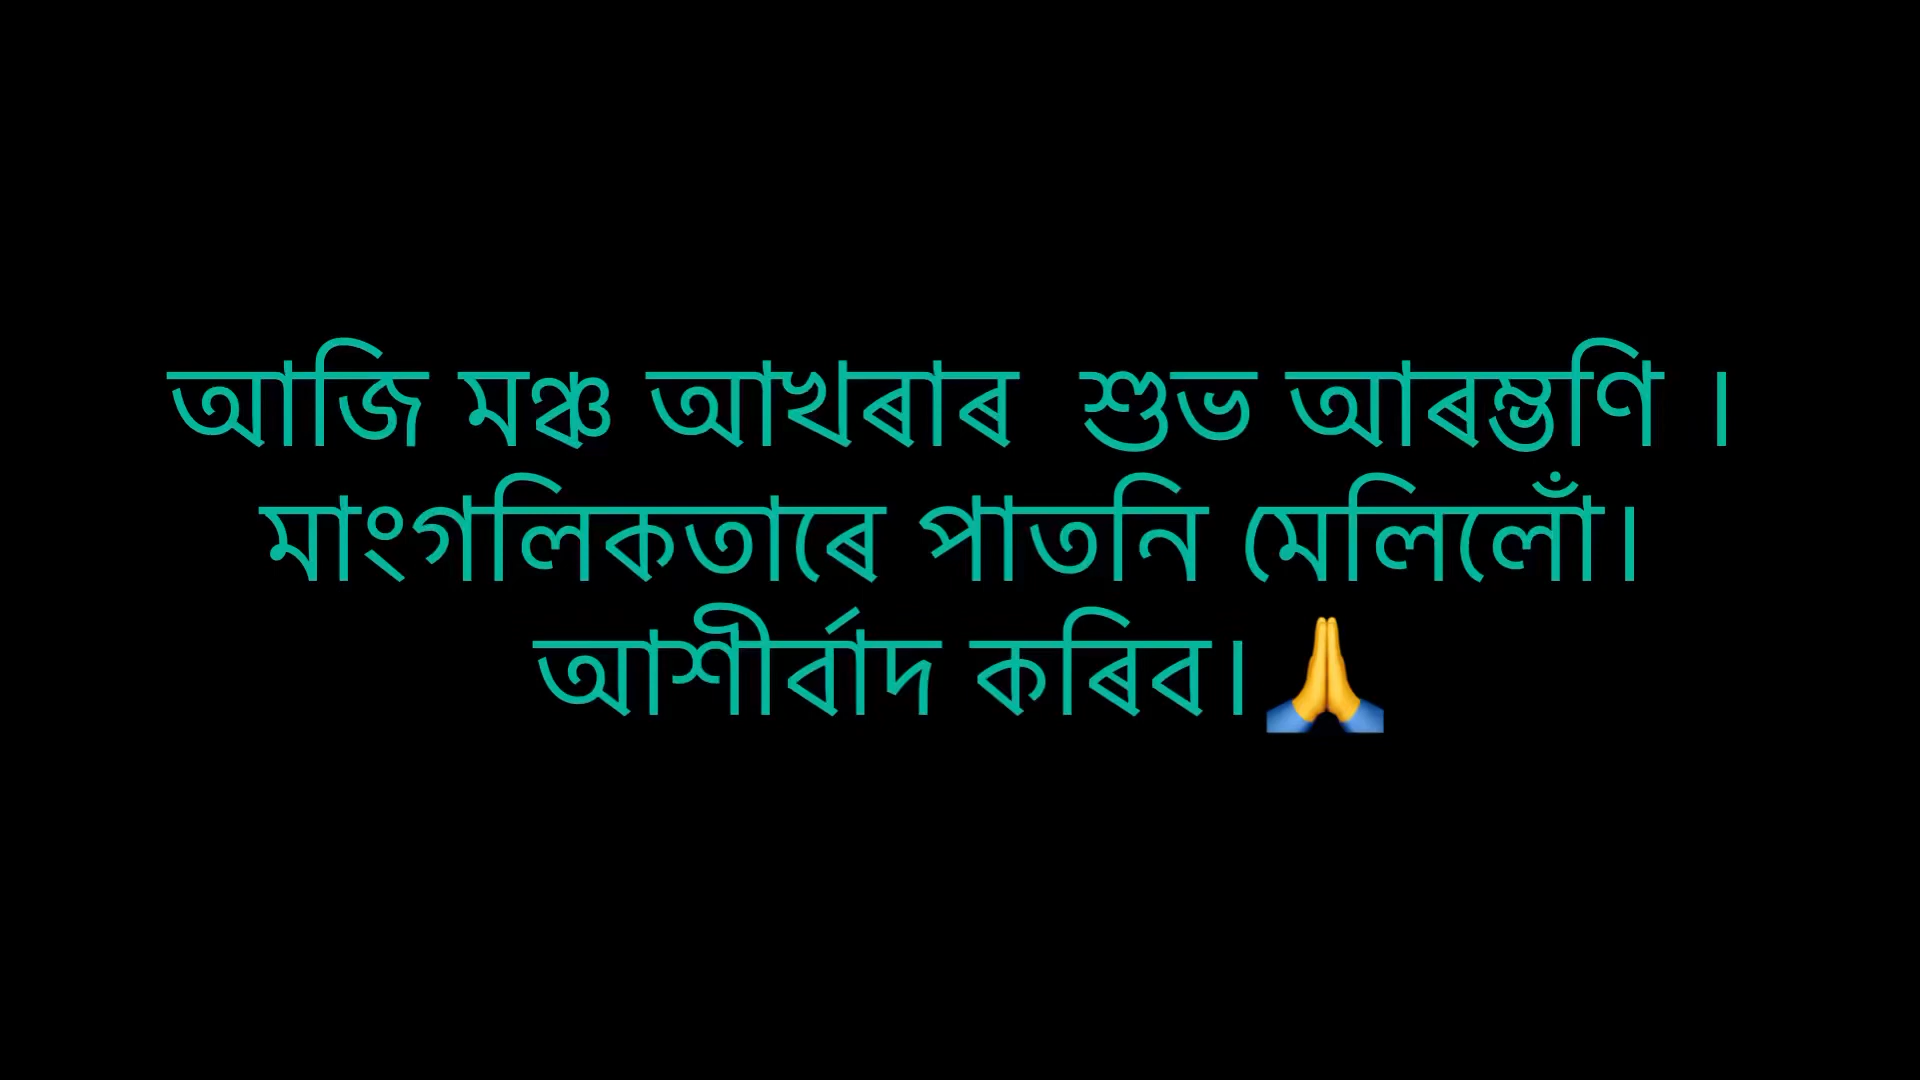 আজি মঞ্চ আখৰাৰ  শুভ আৰম্ভণি ।
মাংগলিকতাৰে পাতনি মেলিলোঁ।
আশীৰ্বাদ কৰিব।🙏